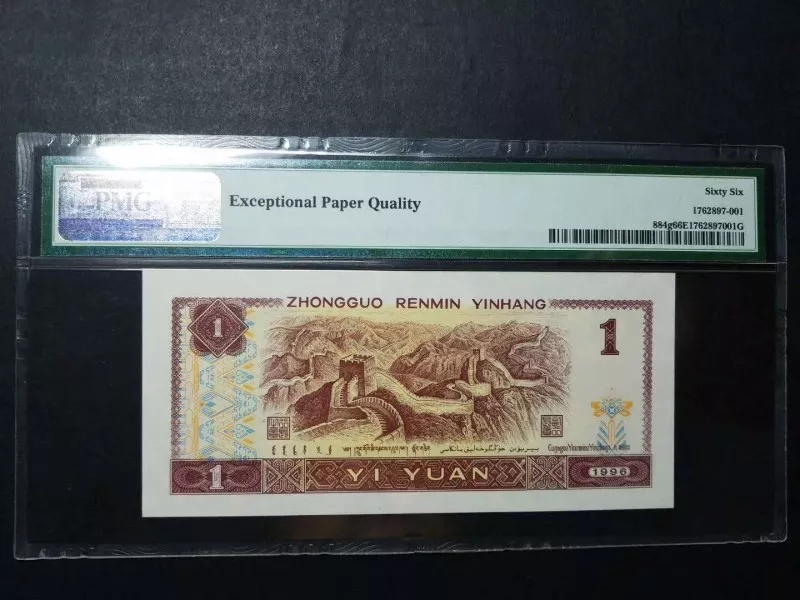 PMG
Exceptional Paper Quality
Sixty Six
1762897-001
884g66E1762897001G
ZHONGGUO RENMIN YINHANG
1
1
1
YI YUAN
1996